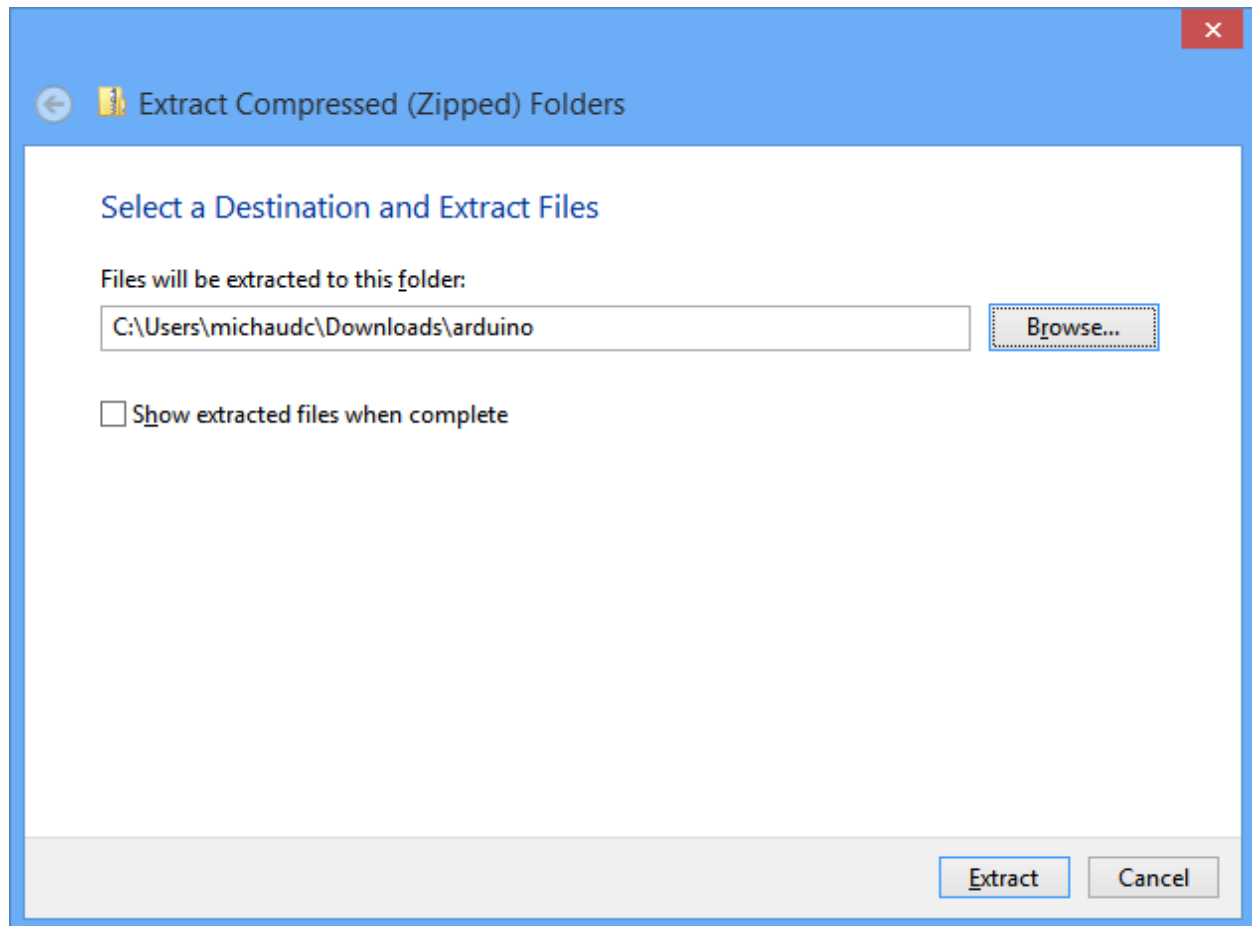 Extract Compressed (Zipped) Folders
Select a Destination and Extract Files
Files will be extracted to this folder:
C:\Users\michaudc\Downloads\arduino
Browse...
Show extracted files when complete
Extract
Cancel